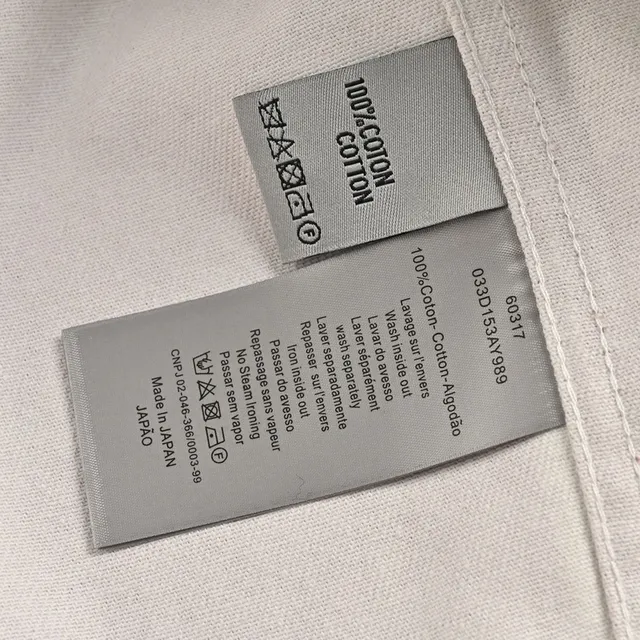 100%COTON
COTTON
F
60317
033D153AY989
100%Coton-Cotton-Algodão
Lavage sur l'envers
Wash inside out
Lavar do avesso
Laver séparément
wash separately
Laver separadamente
Repasser sur l'envers
Iron inside out
Passar do avesso
Repassage sans vapeur
No Steam Ironing
Passar sem vapor
F
CNPJ 02-046-366/0003-99
Made In JAPAN
JAPÃO